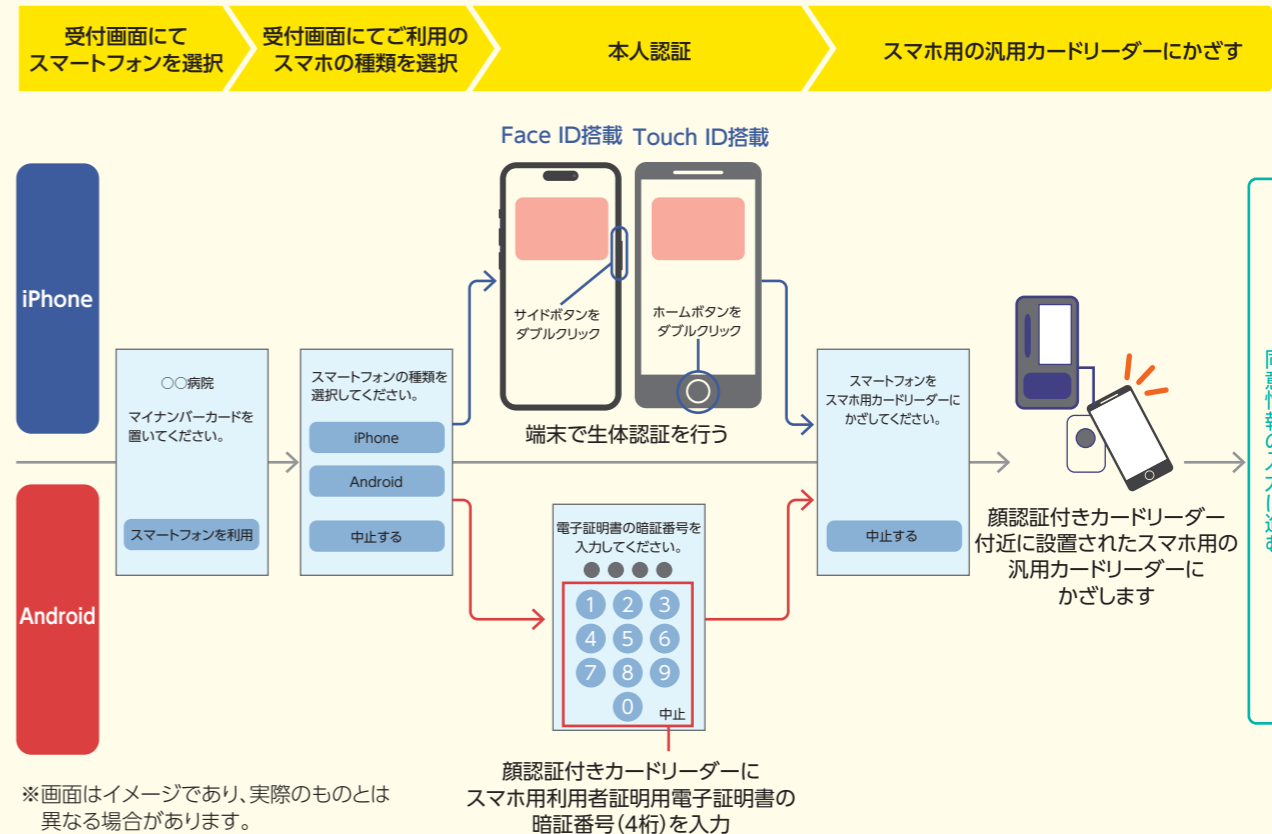 受付画面にて
スマートフォンを選択
受付画面にてご利用の
スマホの種類を選択
本人認証
スマホ用の汎用カードリーダーにかざす
iPhone
Android
○○病院
マイナンバーカードを
置いてください。
スマートフォンを利用
スマートフォンの種類を
選択してください。
iPhone
Android
中止する
Face ID搭載
Touch ID搭載
サイドボタンを
ダブルクリック
ホームボタンを
ダブルクリック
端末で生体認証を行う
電子証明書の暗証番号を
入力してください。
1 2 3
4 5 6
7 8 9
0 中止
顔認証付きカードリーダーに
スマホ用利用者証明用電子証明書の
暗証番号(4桁)を入力
スマートフォンを
スマホ用カードリーダーに
かざしてください。
中止する
顔認証付きカードリーダー
付近に設置されたスマホ用の
汎用カードリーダーに
かざします
同意情報の入力に進む
※画面はイメージであり、実際のものとは
異なる場合があります。